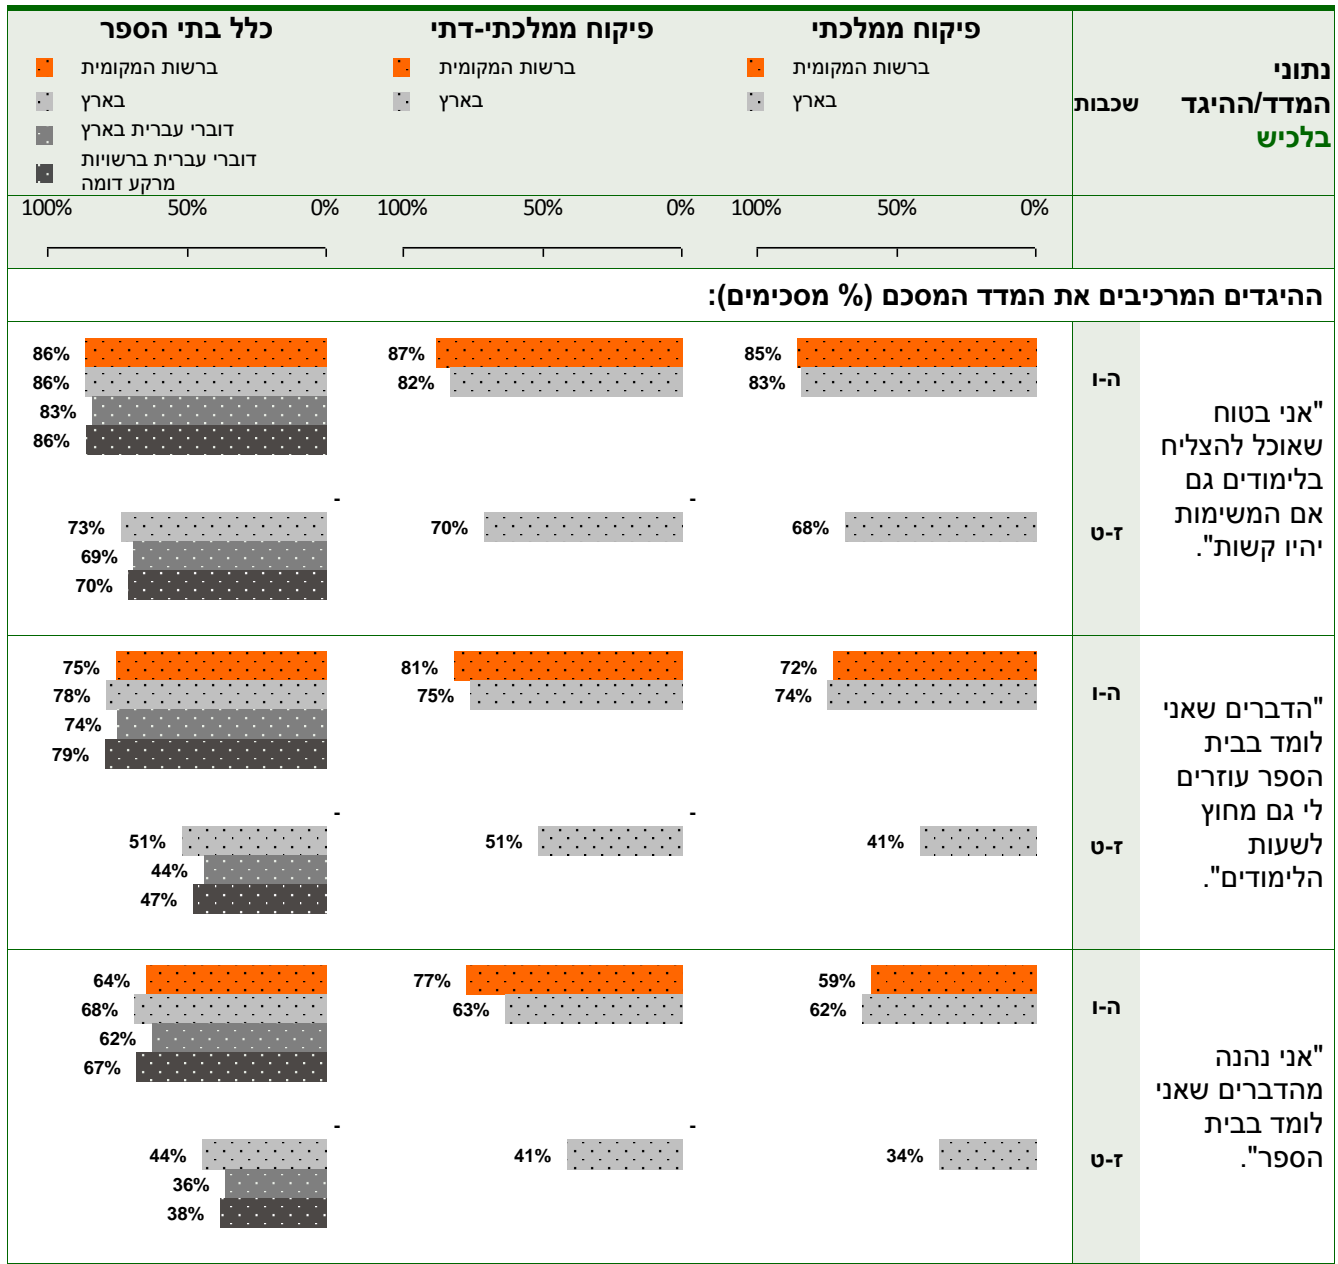 נתוני
המדד/ההיגד
בלכיש
שכבות
פיקוח ממלכתי
ברשות המקומית
בארץ
פיקוח ממלכתי-דתי
ברשות המקומית
בארץ
כלל בתי הספר
ברשות המקומית
בארץ
דוברי עברית בארץ
דוברי עברית ברשויות
מרקע דומה
0% 50% 100%
0% 50% 100%
0% 50% 100%
ההיגדים המרכיבים את המדד המסכם (% מסכימים):
"אני בטוח
שאוכל להצליח
בלימודים גם
אם המשימות
יהיו קשות".
ה-ו
85%
83%
87%
82%
86%
86%
83%
86%
ז-ט
68%
-
70%
-
73%
69%
70%
"הדברים שאני
לומד בבית
הספר עוזרים
לי גם מחוץ
לשעות
הלימודים".
ה-ו
72%
74%
81%
75%
75%
78%
74%
79%
ז-ט
41%
-
51%
-
51%
44%
47%
"אני נהנה
מהדברים שאני
לומד בבית
הספר".
ה-ו
59%
62%
77%
63%
64%
68%
62%
67%
ז-ט
34%
-
41%
-
44%
36%
38%